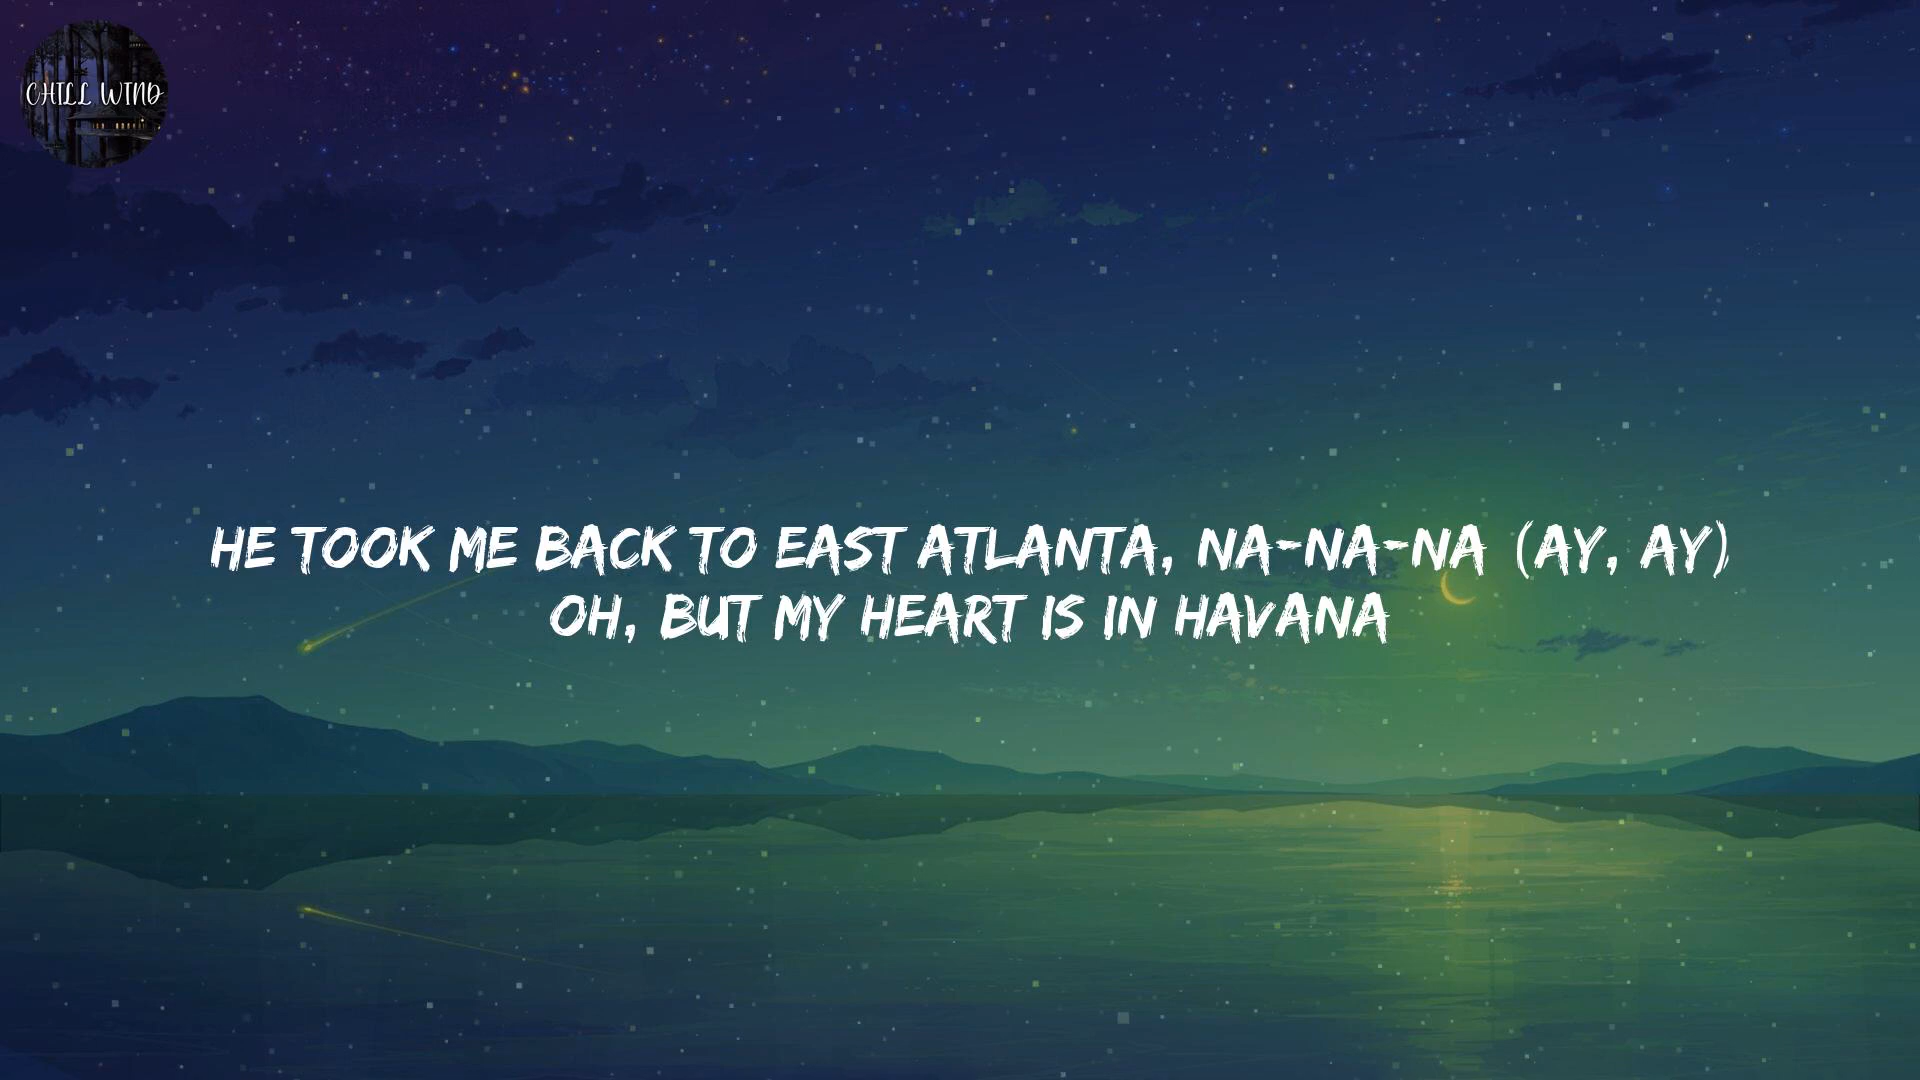 CHILL WIND
HE TOOK ME BACK TO EAST ATLANTA, NA-NA-NA (AY, AY)
OH, BUT MY HEART IS IN HAVANA